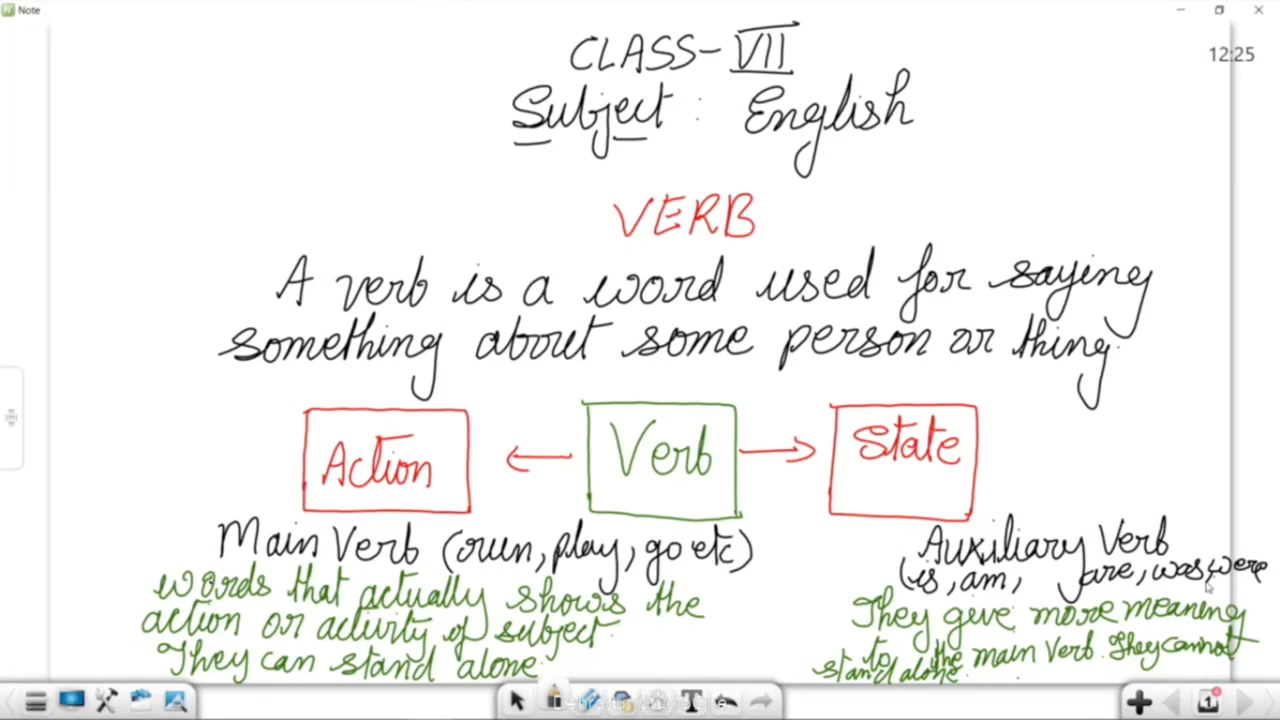 Note
12:25
CLASS-VII
Subject : English
VERB
A verb is a word used for saying
something about some person or thing.
Action
Verb
State
Main Verb (run, play, go etc)
words that actually shows the
action or activity of subject.
They can stand alone.
Auxiliary Verb
(is, am, are, was, were
They give more meaning
to the main verb. They cannot
stand alone.
1